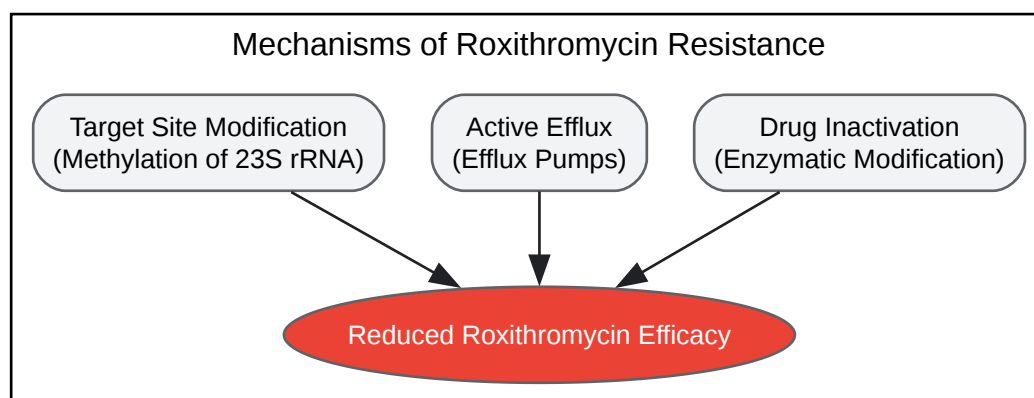 Mechanisms of Roxithromycin Resistance
Target Site Modification
(Methylation of 23S rRNA)
Active Efflux
(Efflux Pumps)
Drug Inactivation
(Enzymatic Modification)
Reduced Roxithromycin Efficacy